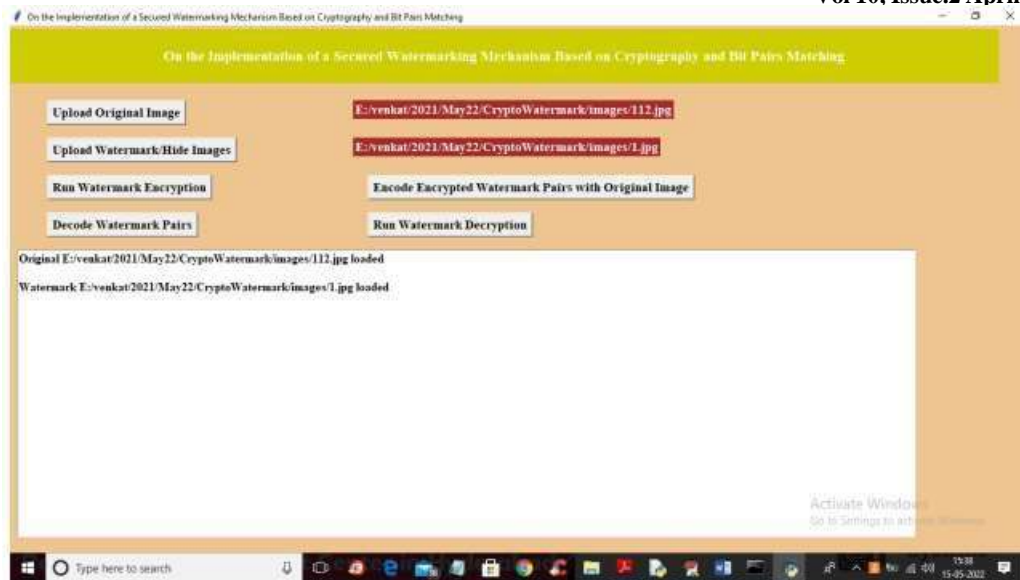 Vol 10, Issue.2 April
On the Implementation of a Secured Watermarking Mechanism Based on Cryptography and Bit Pairs Matching
On the Implementation of a Secured Watermarking Mechanism Based on Cryptography and Bit Pairs Matching
Upload Original Image
E:/venkat/2021/May22/CryptoWatermark/images/112.jpg
Upload Watermark/Hide Images
E:/venkat/2021/May22/CryptoWatermark/images/1.jpg
Run Watermark Encryption
Encode Encrypted Watermark Pairs with Original Image
Decode Watermark Pairs
Run Watermark Decryption
Original E:/venkat/2021/May22/CryptoWatermark/images/112.jpg loaded
Watermark E:/venkat/2021/May22/CryptoWatermark/images/1.jpg loaded
Activate Windows
Go to Settings to activate Windows.
Type here to search
15:38
15-05-2022